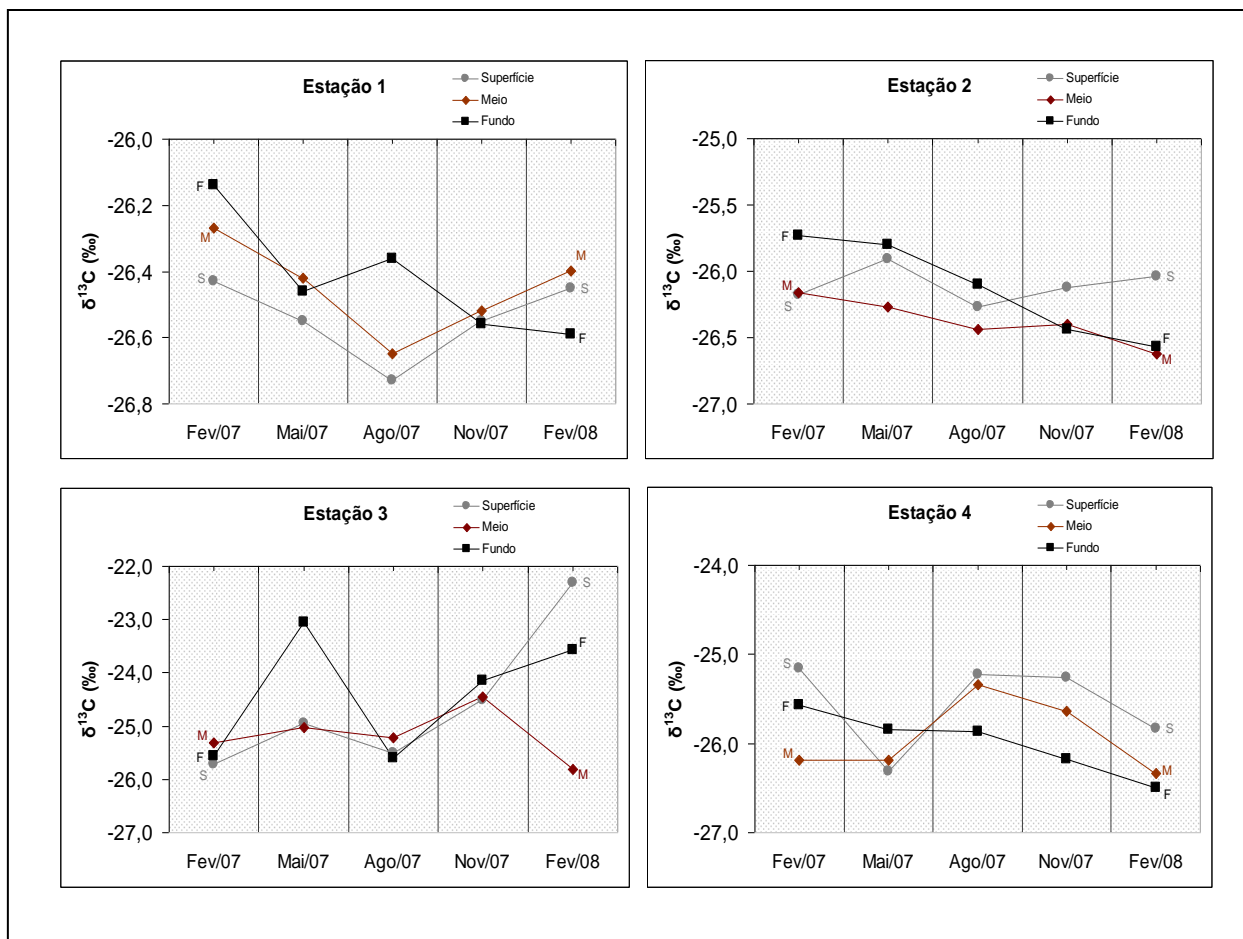 Estação 1
Superfície
Meio
Fundo
δ¹³C (‰)
-26,0
-26,2
-26,4
-26,6
-26,8
F
M
S
M
S
F
Fev/07 Mai/07 Ago/07 Nov/07 Fev/08
Estação 2
Superfície
Meio
Fundo
δ¹³C (‰)
-25,0
-25,5
-26,0
-26,5
-27,0
F
M
S
S
F
M
Fev/07 Mai/07 Ago/07 Nov/07 Fev/08
Estação 3
Superfície
Meio
Fundo
δ¹³C (‰)
-22,0
-23,0
-24,0
-25,0
-26,0
-27,0
M
F
S
S
F
M
Fev/07 Mai/07 Ago/07 Nov/07 Fev/08
Estação 4
Superfície
Meio
Fundo
δ¹³C (‰)
-24,0
-25,0
-26,0
-27,0
S
F
M
S
M
F
Fev/07 Mai/07 Ago/07 Nov/07 Fev/08